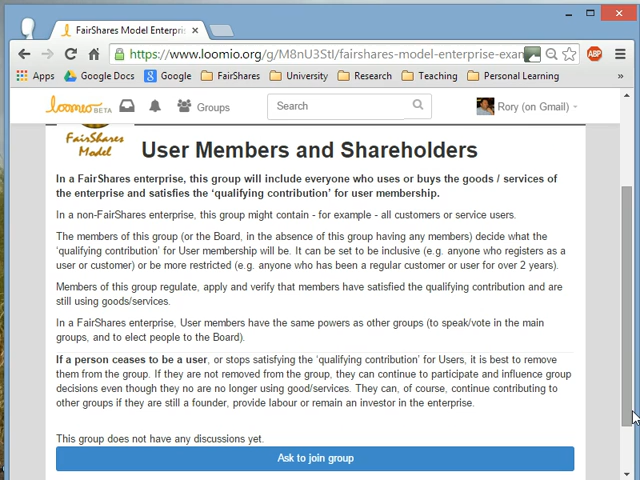 FairShares Model Enterpris
https://www.loomio.org/g/M8nU3StI/fairshares-model-enterprise-exam
ABP
Apps Google Docs Google FairShares University Research Teaching Personal Learning
loomio BETA Groups Search Rory (on Gmail)
FairShares
Model
User Members and Shareholders
In a FairShares enterprise, this group will include everyone who uses or buys the goods / services of
the enterprise and satisfies the 'qualifying contribution' for user membership.
In a non-FairShares enterprise, this group might contain - for example - all customers or service users.
The members of this group (or the Board, in the absence of this group having any members) decide what the
'qualifying contribution' for User membership will be. It can be set to be inclusive (e.g. anyone who registers as a
user or customer) or be more restricted (e.g. anyone who has been a regular customer or user for over 2 years).
Members of this group regulate, apply and verify that members have satisfied the qualifying contribution and are
still using goods/services.
In a FairShares enterprise, User members have the same powers as other groups (to speak/vote in the main
groups, and to elect people to the Board).
If a person ceases to be a user, or stops satisfying the 'qualifying contribution' for Users, it is best to remove
them from the group. If they are not removed from the group, they can continue to participate and influence group
decisions even though they no are no longer using good/services. They can, of course, continue contributing to
other groups if they are still a founder, provide labour or remain an investor in the enterprise.
This group does not have any discussions yet.
Ask to join group